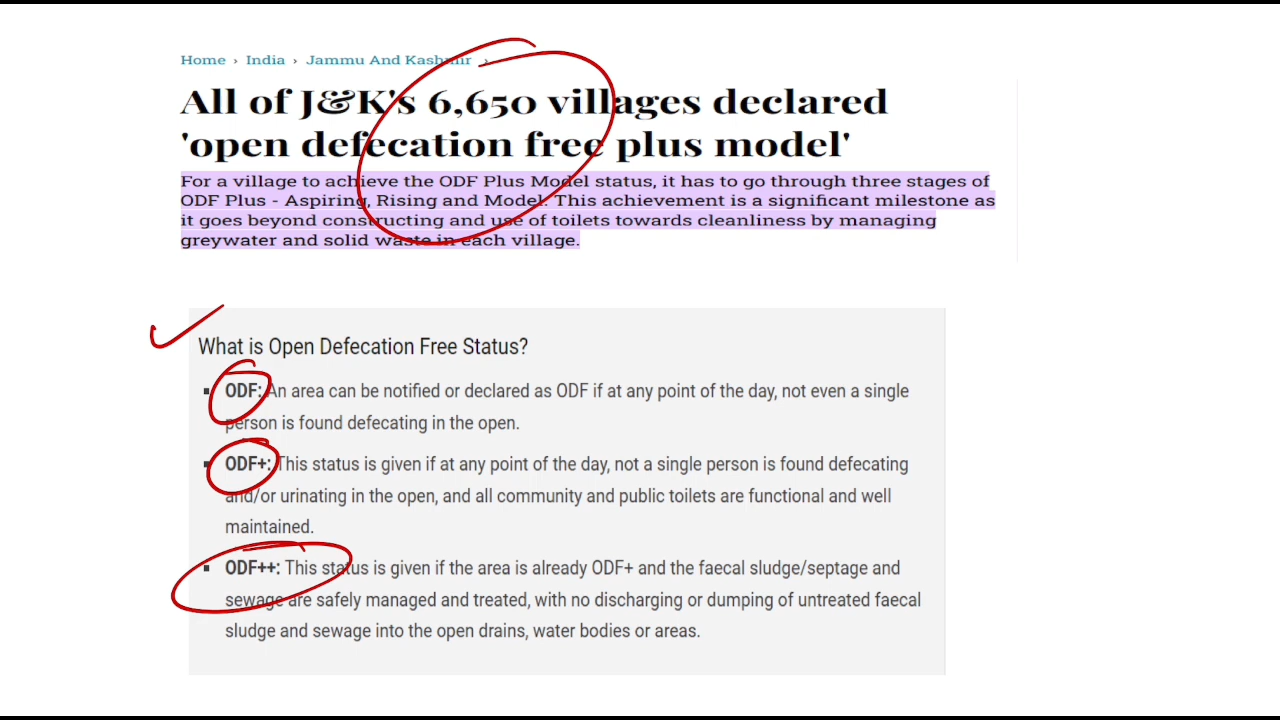 Home › India › Jammu And Kashmir ›
All of J&K's 6,650 villages declared
'open defecation free plus model'
For a village to achieve the ODF Plus Model status, it has to go through three stages of
ODF Plus - Aspiring, Rising and Model. This achievement is a significant milestone as
it goes beyond constructing and use of toilets towards cleanliness by managing
greywater and solid waste in each village.
What is Open Defecation Free Status?
▪ ODF: An area can be notified or declared as ODF if at any point of the day, not even a single
person is found defecating in the open.
▪ ODF+: This status is given if at any point of the day, not a single person is found defecating
and/or urinating in the open, and all community and public toilets are functional and well
maintained.
▪ ODF++: This status is given if the area is already ODF+ and the faecal sludge/septage and
sewage are safely managed and treated, with no discharging or dumping of untreated faecal
sludge and sewage into the open drains, water bodies or areas.